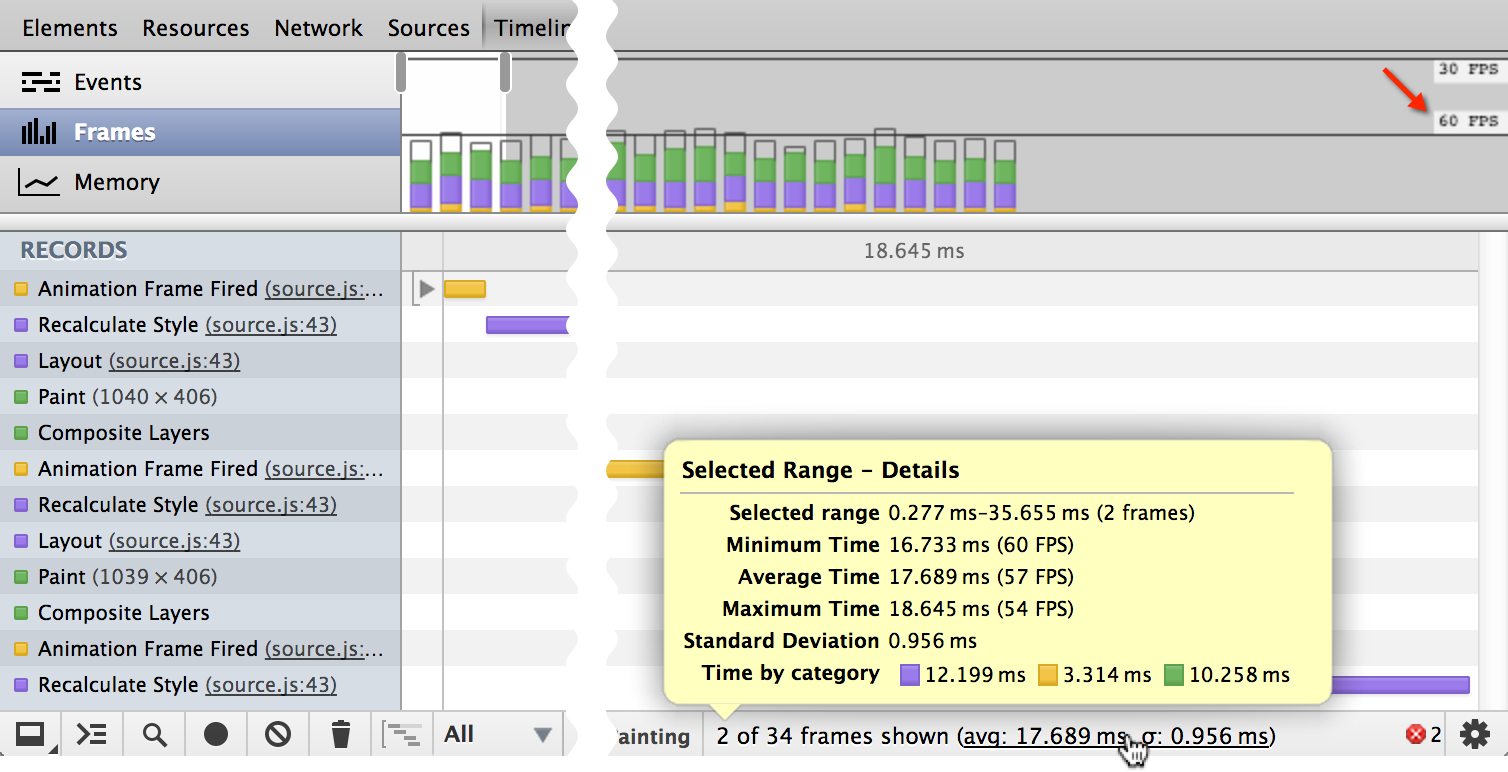 Elements Resources Network Sources Timelin
Events
Frames
Memory
30 FPS
60 FPS
RECORDS
18.645 ms
Animation Frame Fired (source.js:...
Recalculate Style (source.js:43)
Layout (source.js:43)
Paint (1040 × 406)
Composite Layers
Animation Frame Fired (source.js:...
Recalculate Style (source.js:43)
Layout (source.js:43)
Paint (1039 × 406)
Composite Layers
Animation Frame Fired (source.js:...
Recalculate Style (source.js:43)
Selected Range – Details
Selected range 0.277 ms–35.655 ms (2 frames)
Minimum Time 16.733 ms (60 FPS)
Average Time 17.689 ms (57 FPS)
Maximum Time 18.645 ms (54 FPS)
Standard Deviation 0.956 ms
Time by category 12.199 ms 3.314 ms 10.258 ms
All ainting 2 of 34 frames shown (avg: 17.689 ms, σ: 0.956 ms) 2